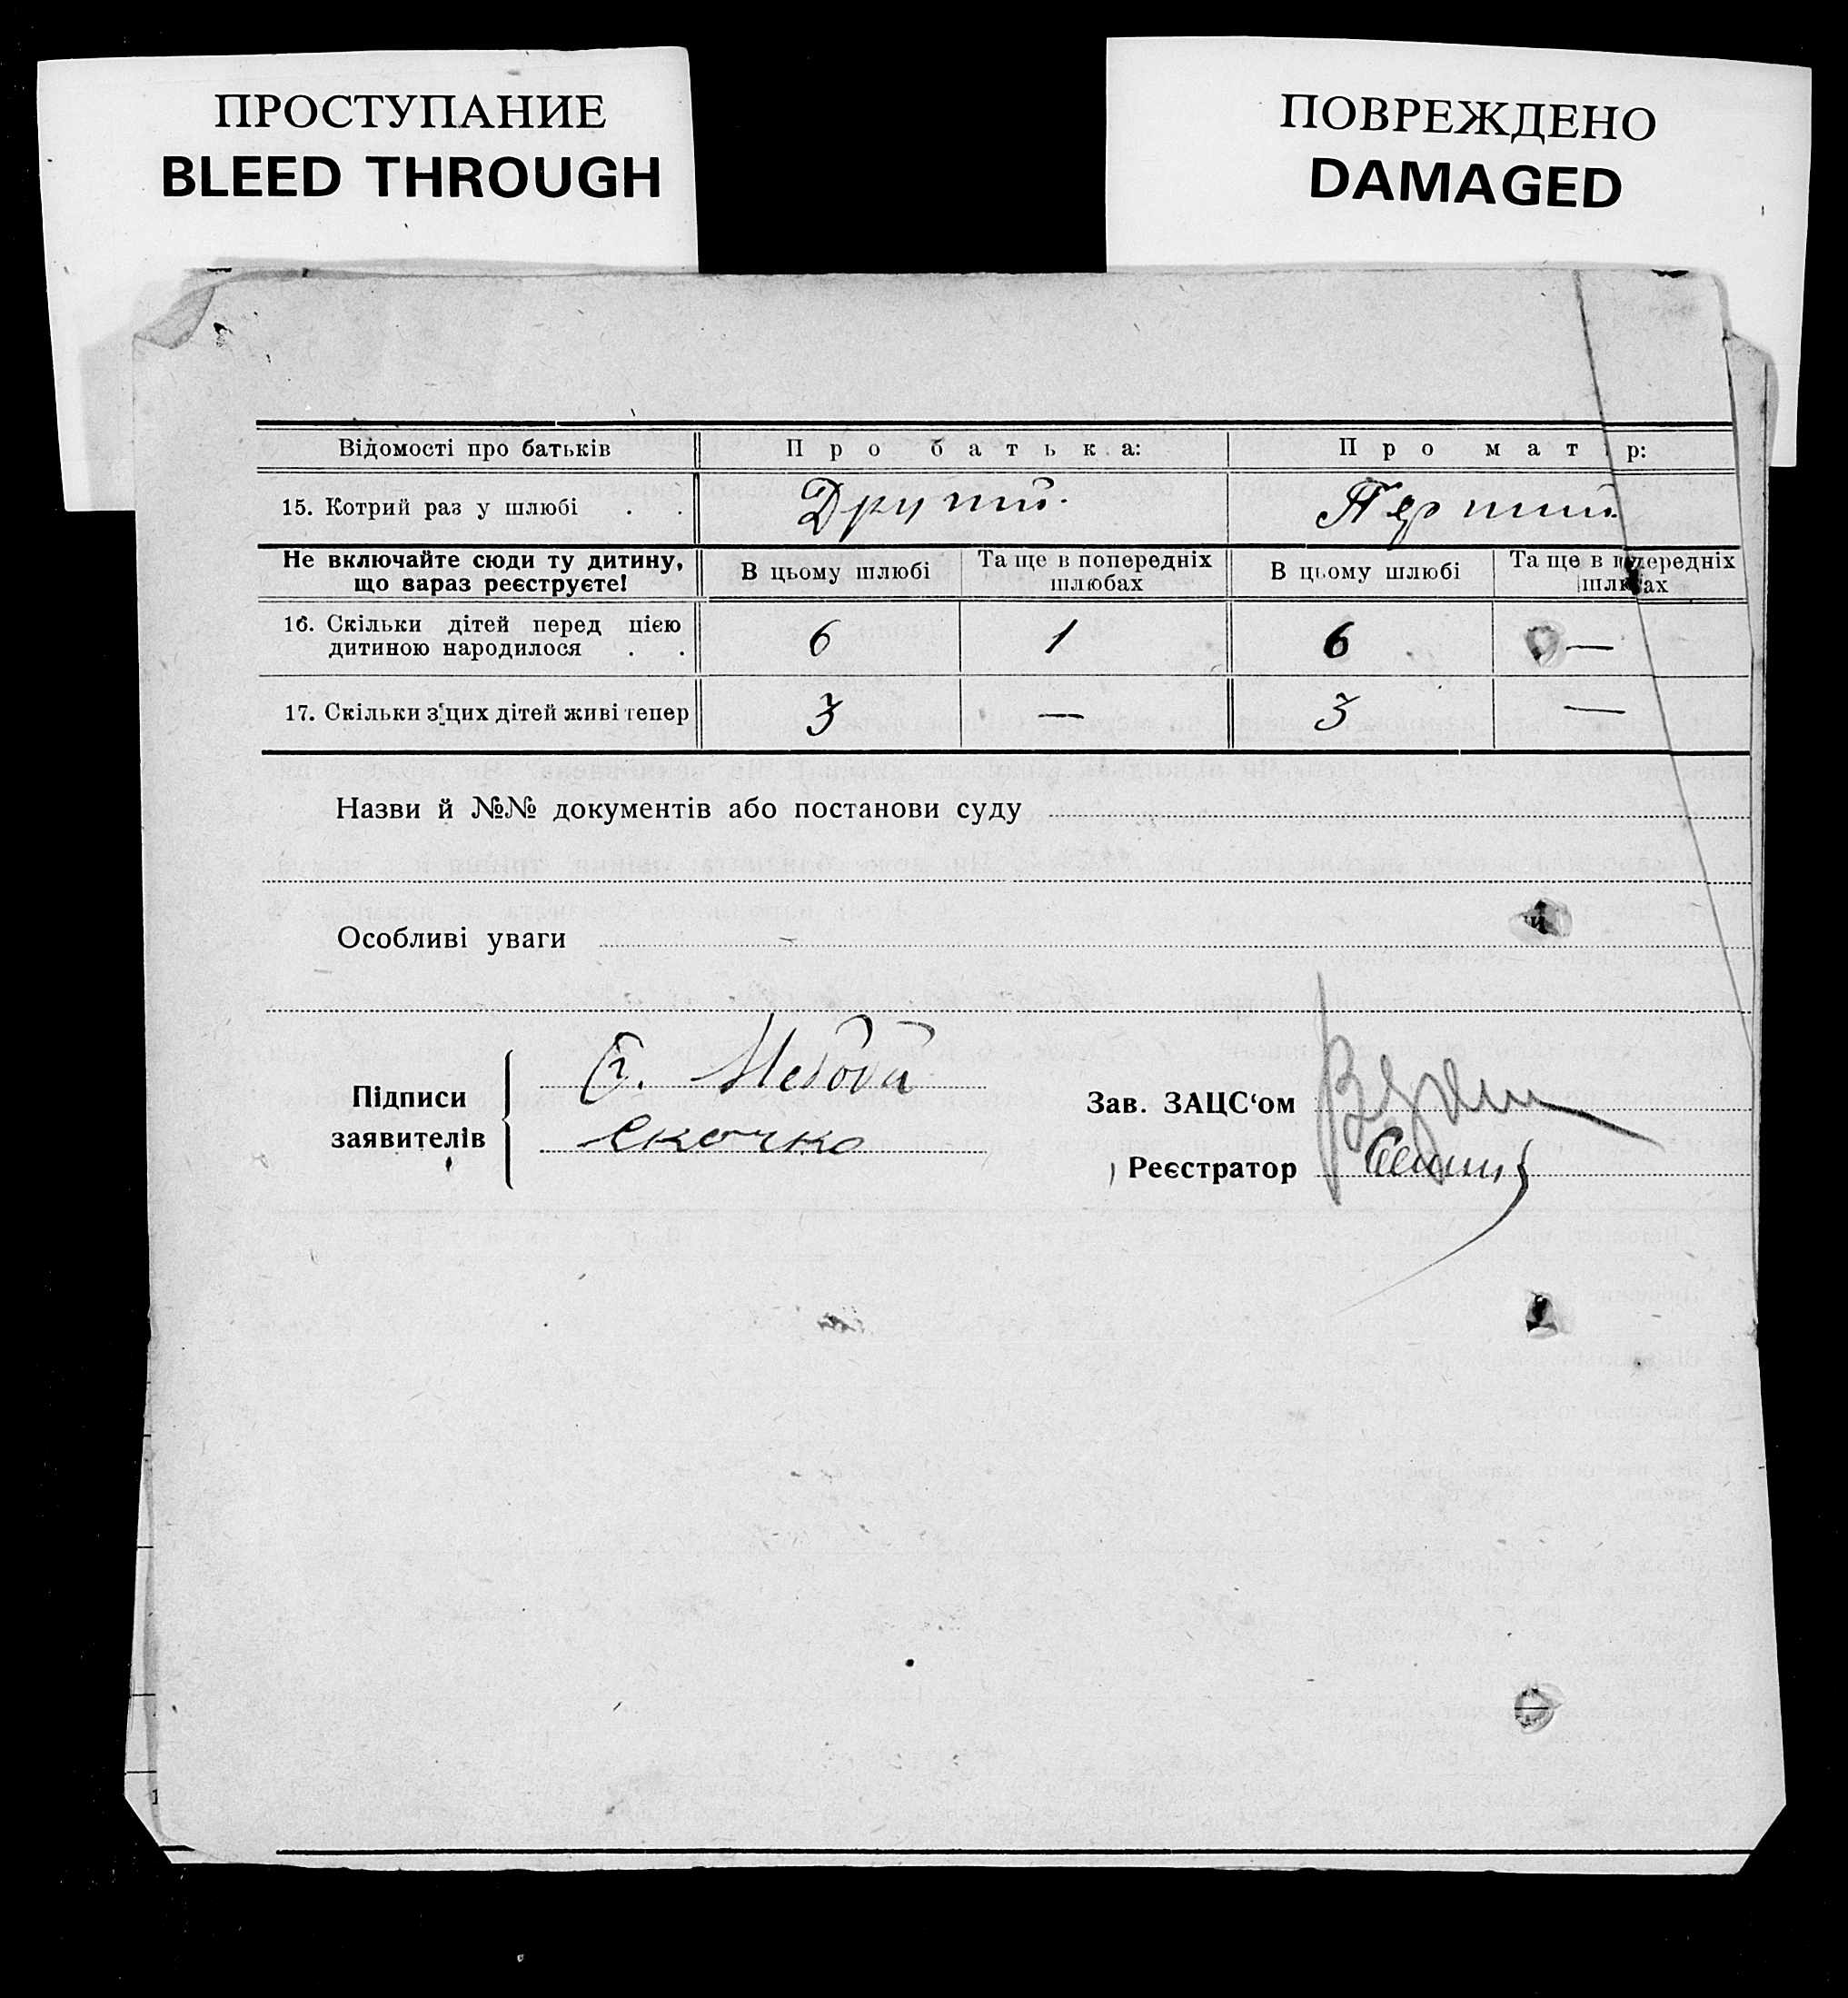 ПРОСТУПАНИЕ
BLEED THROUGH
ПОВРЕЖДЕНО
DAMAGED
Відомості про батьків Про батька: Про матір:
15. Котрий раз у шлюбі . . Другий. Перший
Не включайте сюди ту дитину, що зараз реєструєте! В цьому шлюбі Та ще в попередніх шлюбах В цьому шлюбі Та ще в попередніх шлюбах
16. Скільки дітей перед цією дитиною народилося . . 6 1 6 —
17. Скільки з цих дітей живі тепер 3 — 3 —
Назви й №№ документів або постанови суду
Особливі уваги
Підписи заявителів
Скочко
Зав. ЗАЦС‘ом
Реєстратор